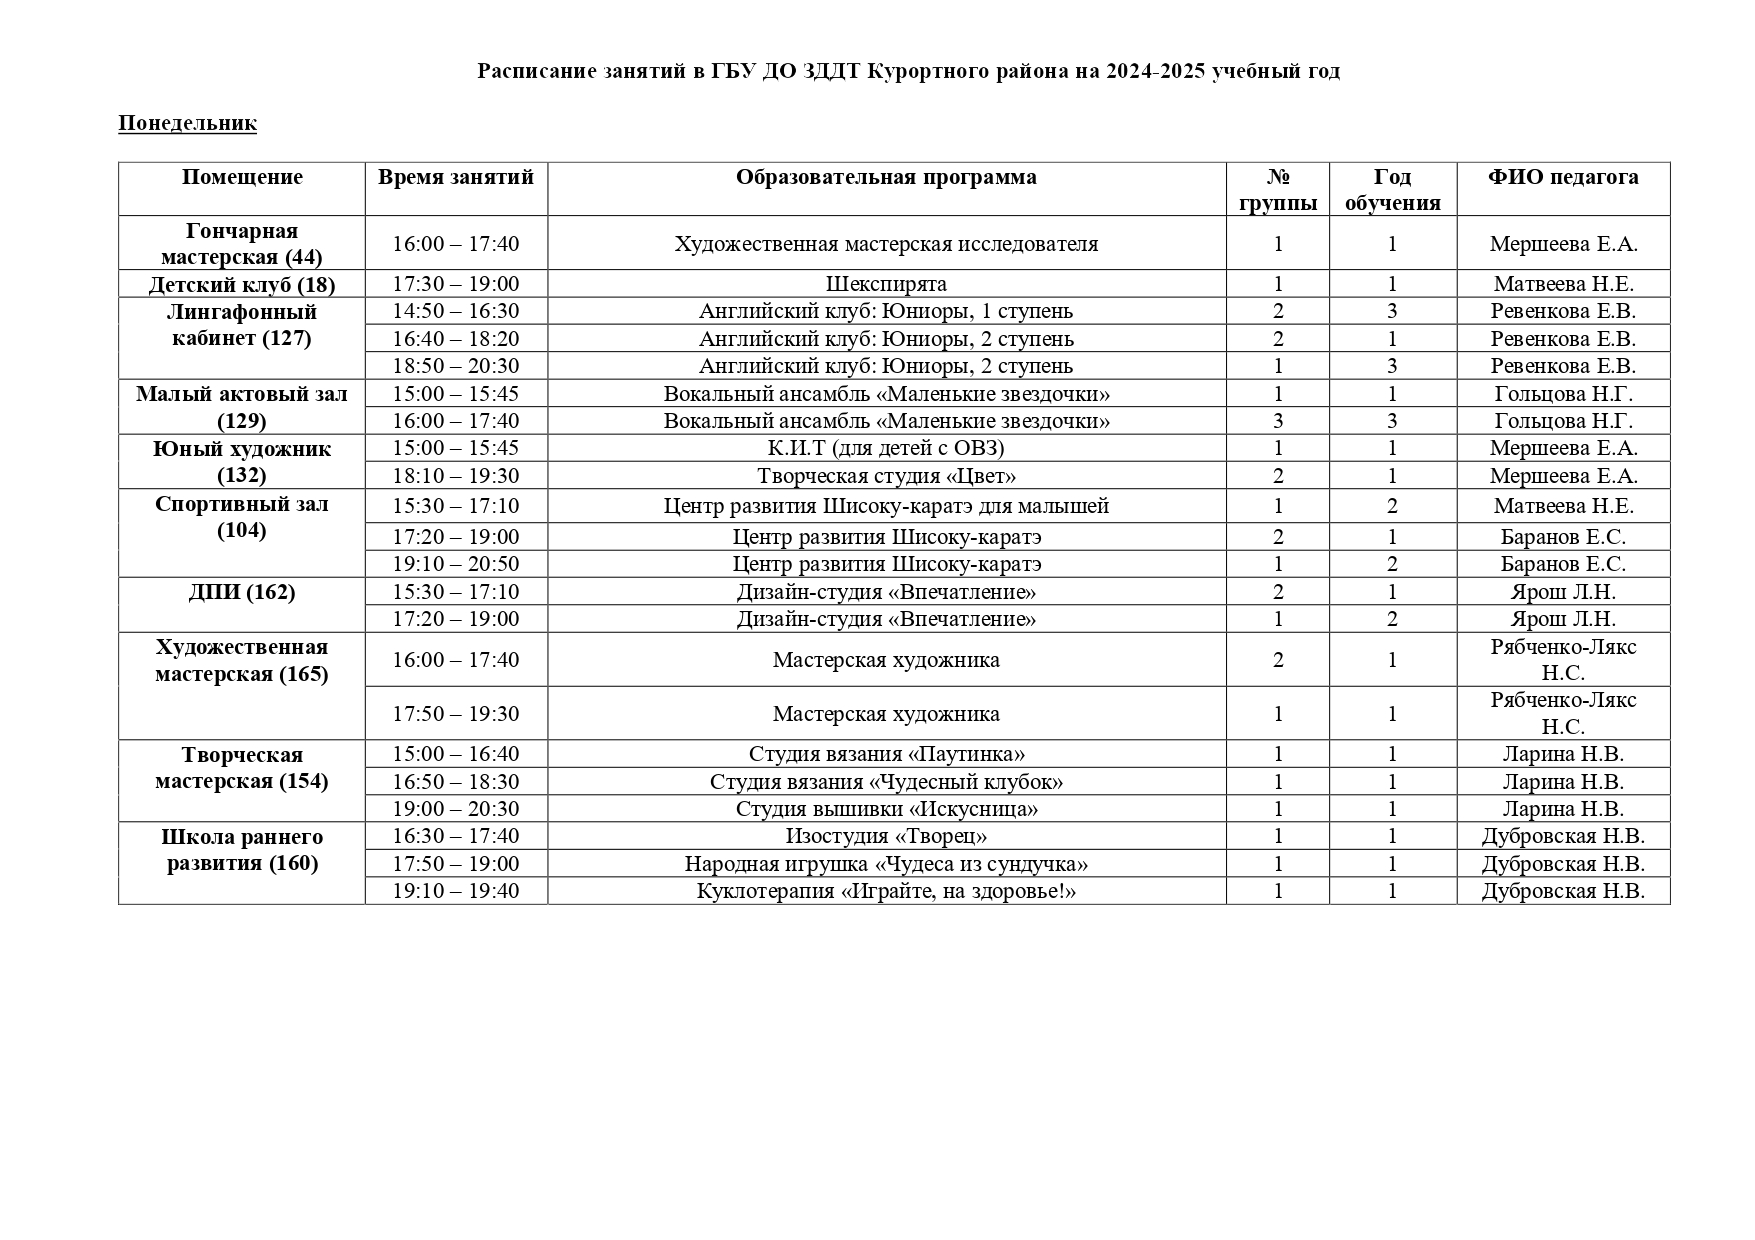 Расписание занятий в ГБУ ДО ЗДДТ Курортного района на 2024-2025 учебный год
Понедельник
Помещение Время занятий Образовательная программа № группы Год обучения ФИО педагога
Гончарная мастерская (44) 16:00 – 17:40 Художественная мастерская исследователя 1 1 Мершеева Е.А.
Детский клуб (18) 17:30 – 19:00 Шекспирята 1 1 Матвеева Н.Е.
Лингафонный кабинет (127) 14:50 – 16:30 Английский клуб: Юниоры, 1 ступень 2 3 Ревенкова Е.В.
16:40 – 18:20 Английский клуб: Юниоры, 2 ступень 2 1 Ревенкова Е.В.
18:50 – 20:30 Английский клуб: Юниоры, 2 ступень 1 3 Ревенкова Е.В.
Малый актовый зал (129) 15:00 – 15:45 Вокальный ансамбль «Маленькие звездочки» 1 1 Гольцова Н.Г.
16:00 – 17:40 Вокальный ансамбль «Маленькие звездочки» 3 3 Гольцова Н.Г.
Юный художник (132) 15:00 – 15:45 К.И.Т (для детей с ОВЗ) 1 1 Мершеева Е.А.
18:10 – 19:30 Творческая студия «Цвет» 2 1 Мершеева Е.А.
Спортивный зал (104) 15:30 – 17:10 Центр развития Шисоку-каратэ для малышей 1 2 Матвеева Н.Е.
17:20 – 19:00 Центр развития Шисоку-каратэ 2 1 Баранов Е.С.
19:10 – 20:50 Центр развития Шисоку-каратэ 1 2 Баранов Е.С.
ДПИ (162) 15:30 – 17:10 Дизайн-студия «Впечатление» 2 1 Ярош Л.Н.
17:20 – 19:00 Дизайн-студия «Впечатление» 1 2 Ярош Л.Н.
Художественная мастерская (165) 16:00 – 17:40 Мастерская художника 2 1 Рябченко-Лякс Н.С.
17:50 – 19:30 Мастерская художника 1 1 Рябченко-Лякс Н.С.
Творческая мастерская (154) 15:00 – 16:40 Студия вязания «Паутинка» 1 1 Ларина Н.В.
16:50 – 18:30 Студия вязания «Чудесный клубок» 1 1 Ларина Н.В.
19:00 – 20:30 Студия вышивки «Искусница» 1 1 Ларина Н.В.
Школа раннего развития (160) 16:30 – 17:40 Изостудия «Творец» 1 1 Дубровская Н.В.
17:50 – 19:00 Народная игрушка «Чудеса из сундучка» 1 1 Дубровская Н.В.
19:10 – 19:40 Куклотерапия «Играйте, на здоровье!» 1 1 Дубровская Н.В.